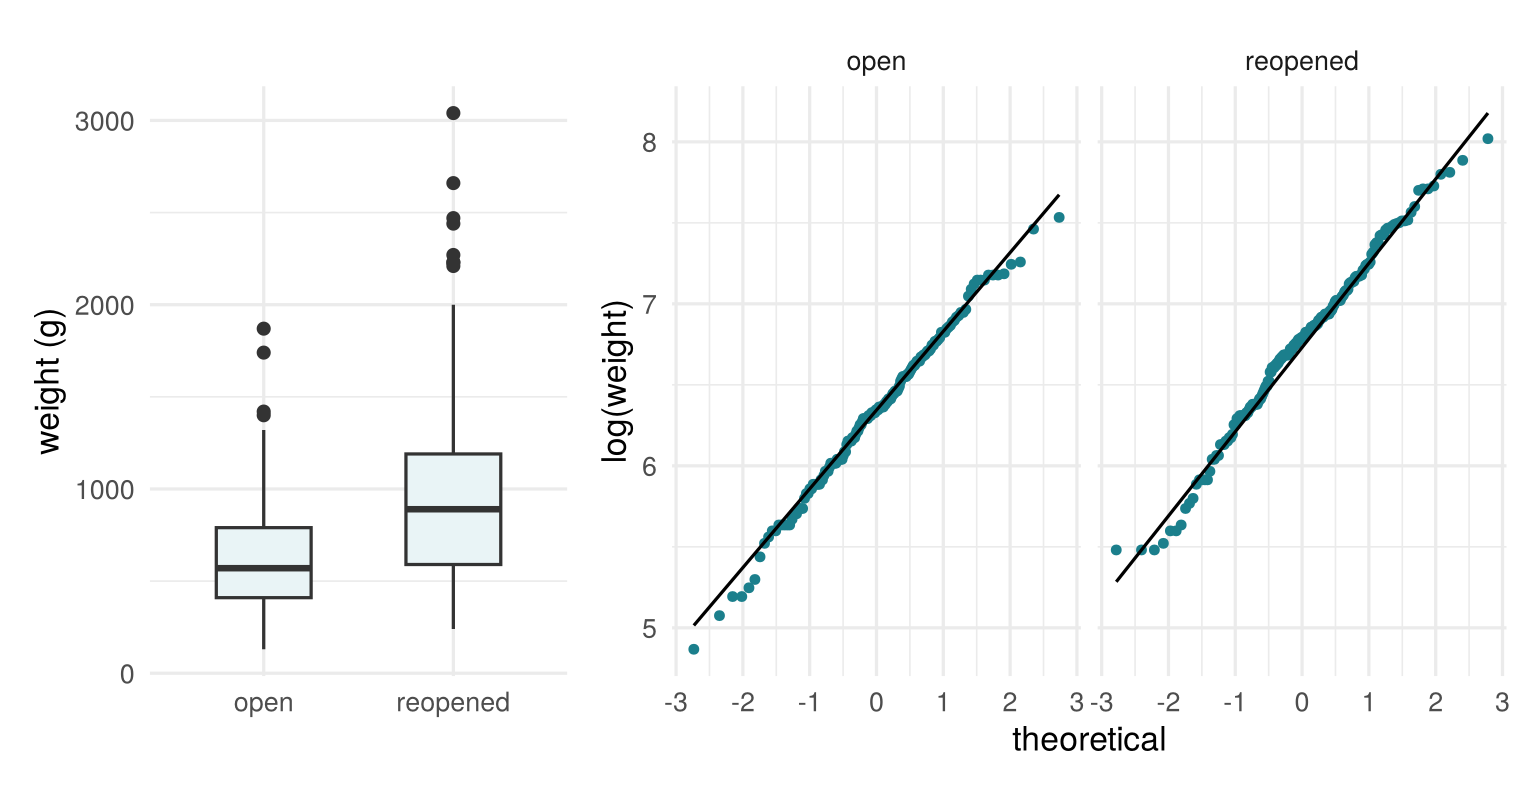 weight (g)
3000
2000
1000
0
open
reopened
open
reopened
log(weight)
8
7
6
5
-3 -2 -1 0 1 2 3
-3 -2 -1 0 1 2 3
theoretical